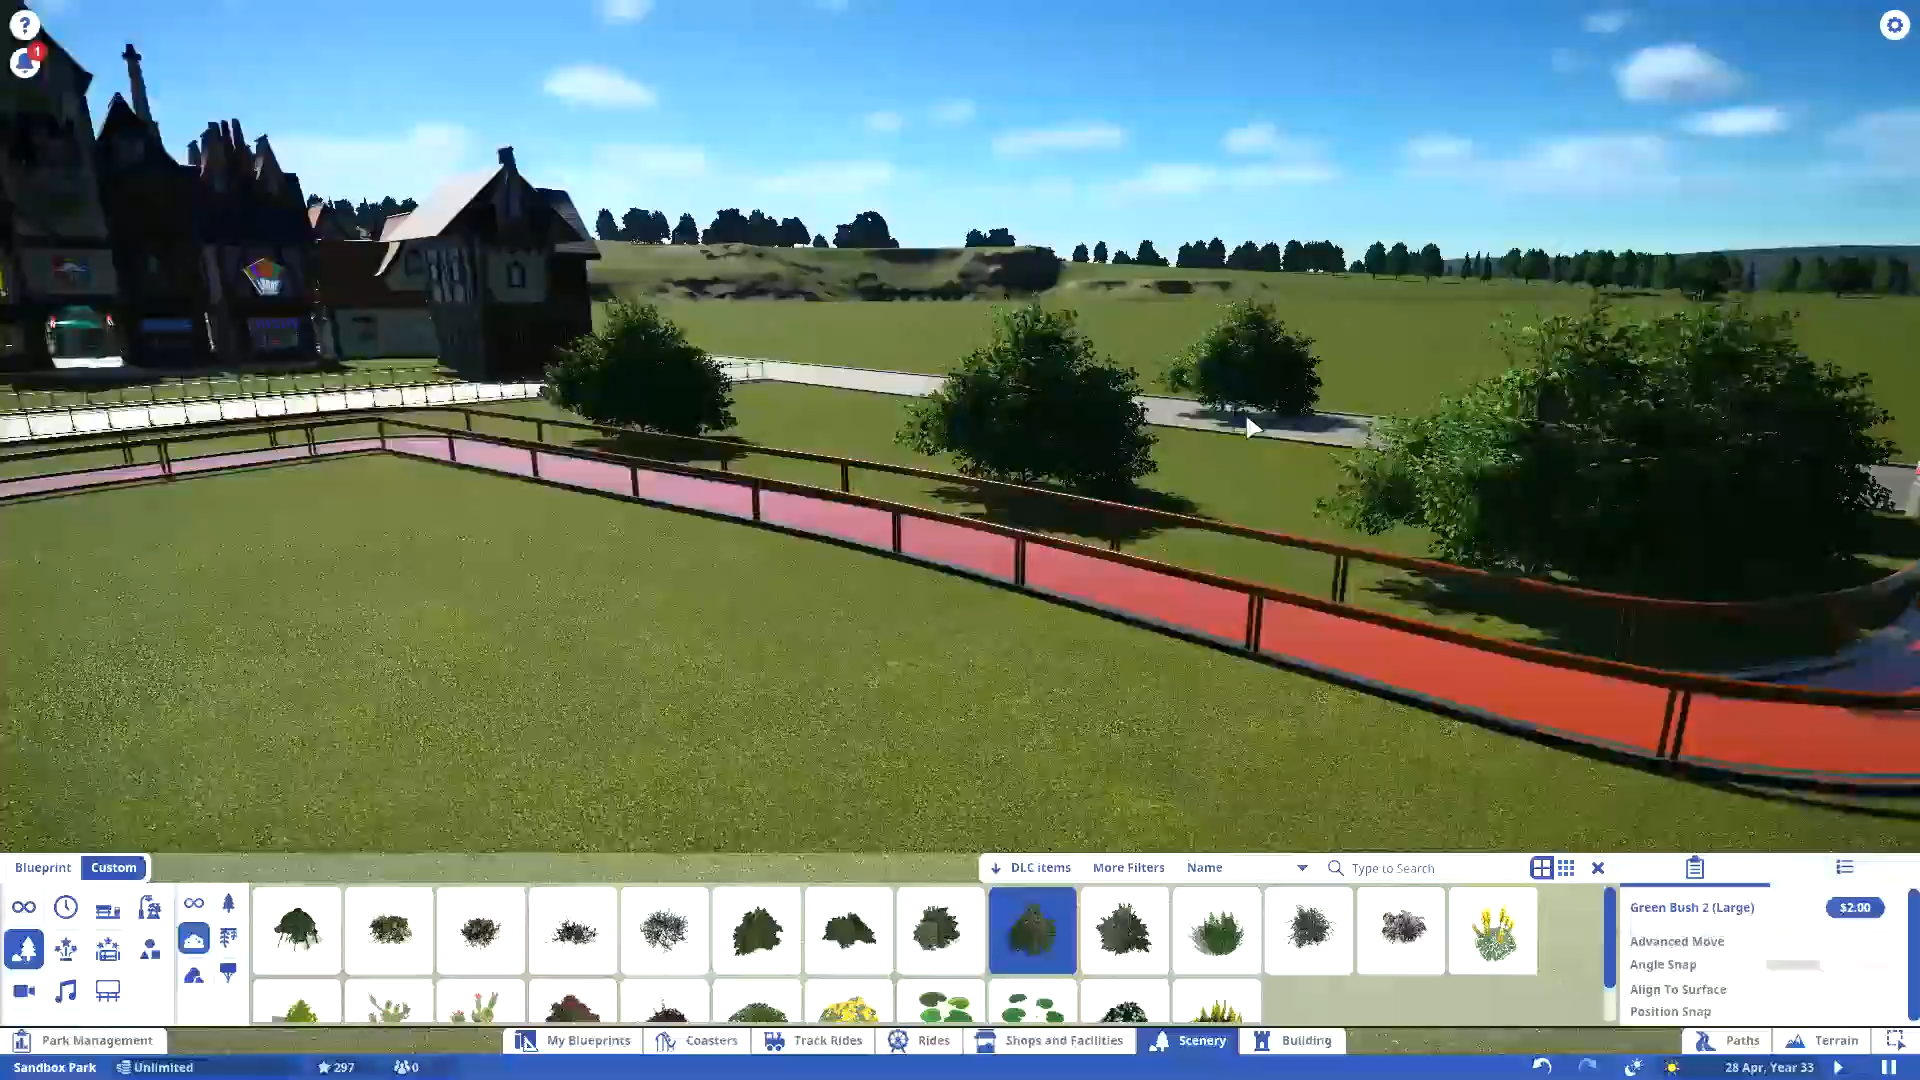 ?
1
Blueprint
Custom
DLC items
More Filters
Name
Type to Search
Green Bush 2 (Large)
$2.00
Advanced Move
Angle Snap
Align To Surface
Position Snap
Park Management
My Blueprints
Coasters
Track Rides
Rides
Shops and Facilities
Scenery
Building
Paths
Terrain
Sandbox Park
Unlimited
297
0
28 Apr, Year 33